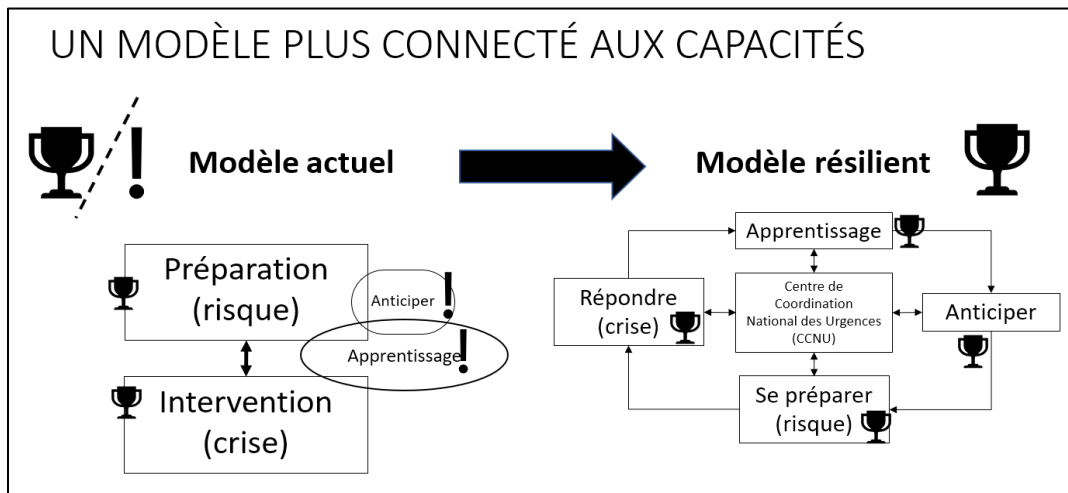 UN MODÈLE PLUS CONNECTÉ AUX CAPACITÉS
!
Modèle actuel
Modèle résilient
Préparation
(risque)
Anticiper
!
Apprentissage
!
Intervention
(crise)
Apprentissage
Répondre
(crise)
Centre de
Coordination
National des Urgences
(CCNU)
Anticiper
Se préparer
(risque)